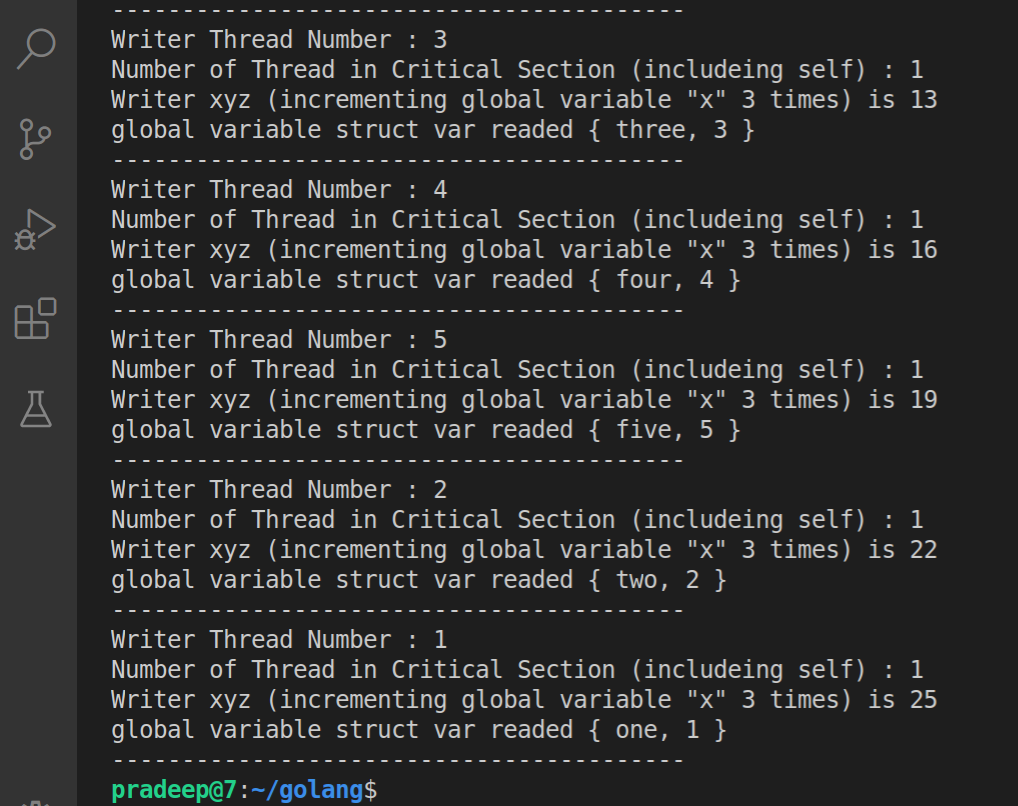 -----------------------------------------
Writer Thread Number : 3
Number of Thread in Critical Section (includeing self) : 1
Writer xyz (incrementing global variable "x" 3 times) is 13
global variable struct var readed { three, 3 }
-----------------------------------------
Writer Thread Number : 4
Number of Thread in Critical Section (includeing self) : 1
Writer xyz (incrementing global variable "x" 3 times) is 16
global variable struct var readed { four, 4 }
-----------------------------------------
Writer Thread Number : 5
Number of Thread in Critical Section (includeing self) : 1
Writer xyz (incrementing global variable "x" 3 times) is 19
global variable struct var readed { five, 5 }
-----------------------------------------
Writer Thread Number : 2
Number of Thread in Critical Section (includeing self) : 1
Writer xyz (incrementing global variable "x" 3 times) is 22
global variable struct var readed { two, 2 }
-----------------------------------------
Writer Thread Number : 1
Number of Thread in Critical Section (includeing self) : 1
Writer xyz (incrementing global variable "x" 3 times) is 25
global variable struct var readed { one, 1 }
-----------------------------------------
pradeep@7:~/golang$